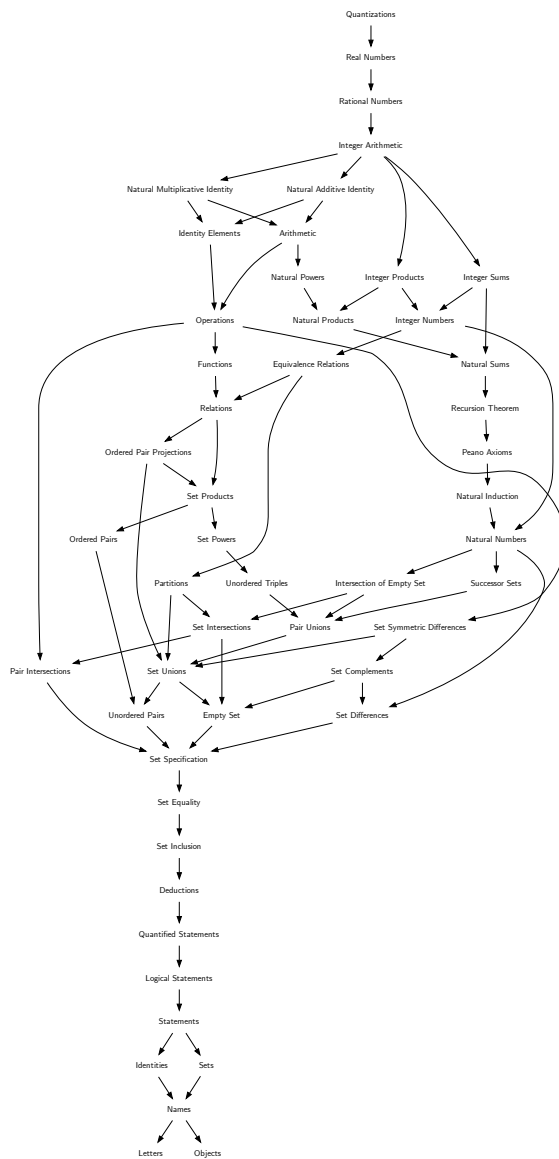 Quantizations
Real Numbers
Rational Numbers
Integer Arithmetic
Natural Multiplicative Identity
Natural Additive Identity
Identity Elements
Arithmetic
Natural Powers
Integer Products
Integer Sums
Operations
Natural Products
Integer Numbers
Functions
Equivalence Relations
Natural Sums
Relations
Recursion Theorem
Ordered Pair Projections
Peano Axioms
Set Products
Natural Induction
Ordered Pairs
Set Powers
Natural Numbers
Partitions
Unordered Triples
Intersection of Empty Set
Successor Sets
Set Intersections
Pair Unions
Set Symmetric Differences
Pair Intersections
Set Unions
Set Complements
Unordered Pairs
Empty Set
Set Differences
Set Specification
Set Equality
Set Inclusion
Deductions
Quantified Statements
Logical Statements
Statements
Identities
Sets
Names
Letters
Objects